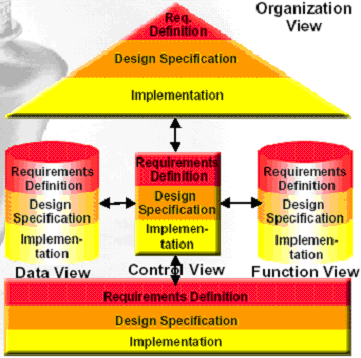 Organization
View
Req.
Definition
Design Specification
Implementation
Requirements
Definition
Design
Specification
Implemen-
tation
Data View
Requirements
Definition
Design
Specification
Implemen-
tation
Control View
Requirements
Definition
Design
Specification
Implemen-
tation
Function View
Requirements Definition
Design Specification
Implementation